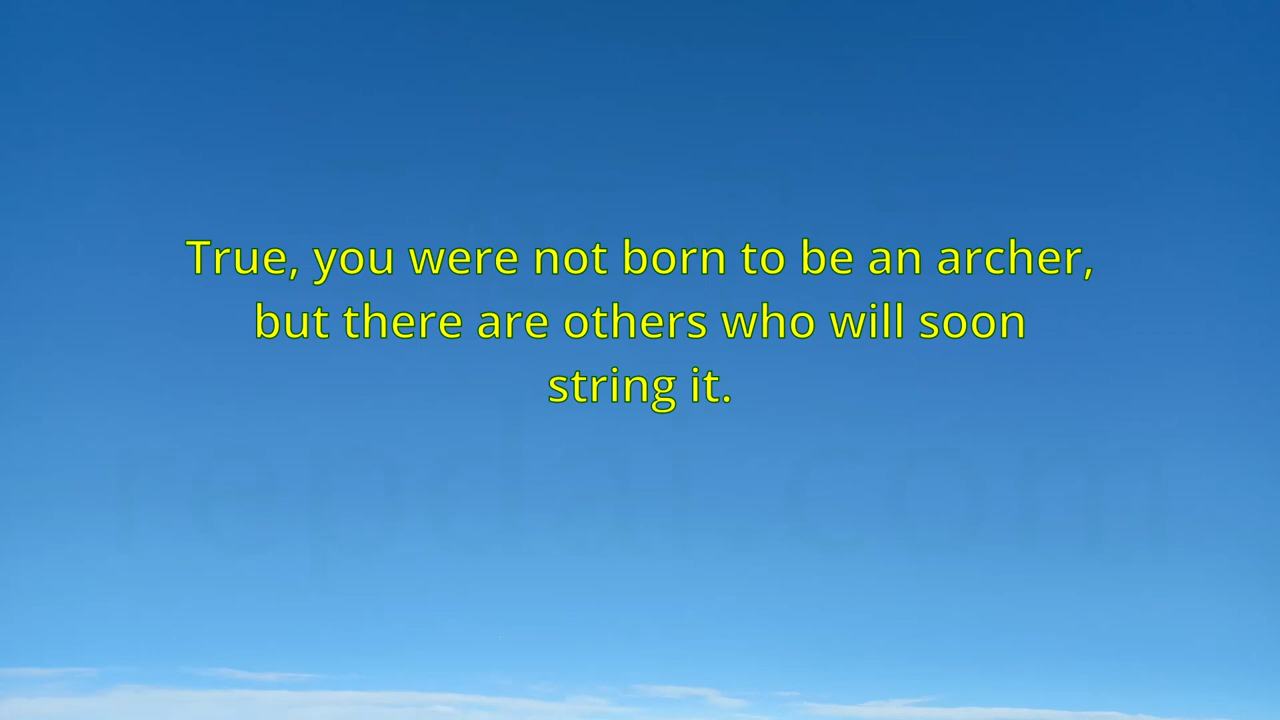 True, you were not born to be an archer,
but there are others who will soon
string it.